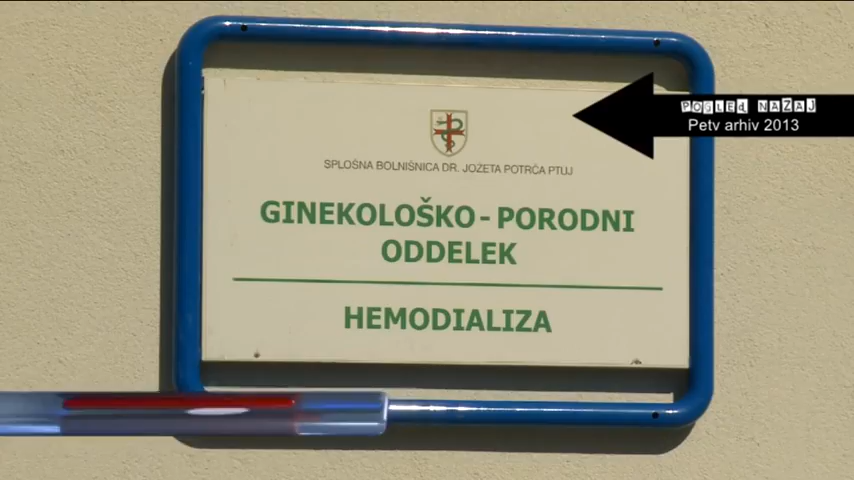 POGLED NAZAJ
Petv arhiv 2013
SPLOŠNA BOLNIŠNICA DR. JOŽETA POTRČA PTUJ
GINEKOLOŠKO - PORODNI
ODDELEK
HEMODIALIZA